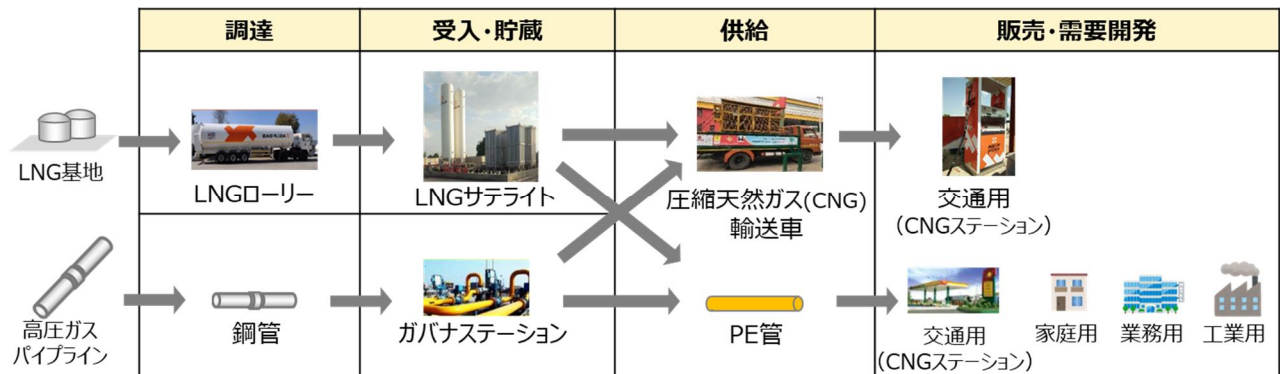 調達
受入・貯蔵
供給
販売・需要開発
LNG基地
LNGローリー
LNGサテライト
圧縮天然ガス(CNG)
輸送車
交通用
（CNGステーション）
高圧ガス
パイプライン
鋼管
ガバナステーション
PE管
交通用
（CNGステーション）
家庭用
業務用
工業用